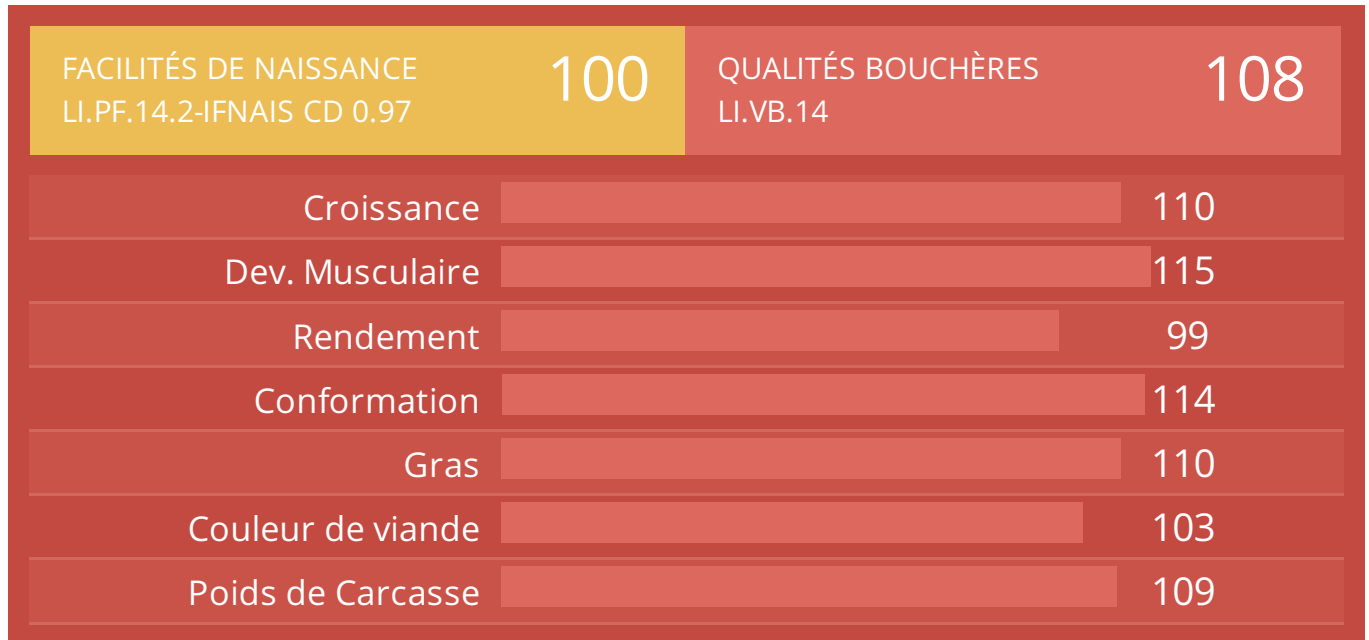 FACILITÉS DE NAISSANCE 100
LI.PF.14.2-IFNAIS CD 0.97
QUALITÉS BOUCHÈRES 108
LI.VB.14
Croissance 110
Dev. Musculaire 115
Rendement 99
Conformation 114
Gras 110
Couleur de viande 103
Poids de Carcasse 109